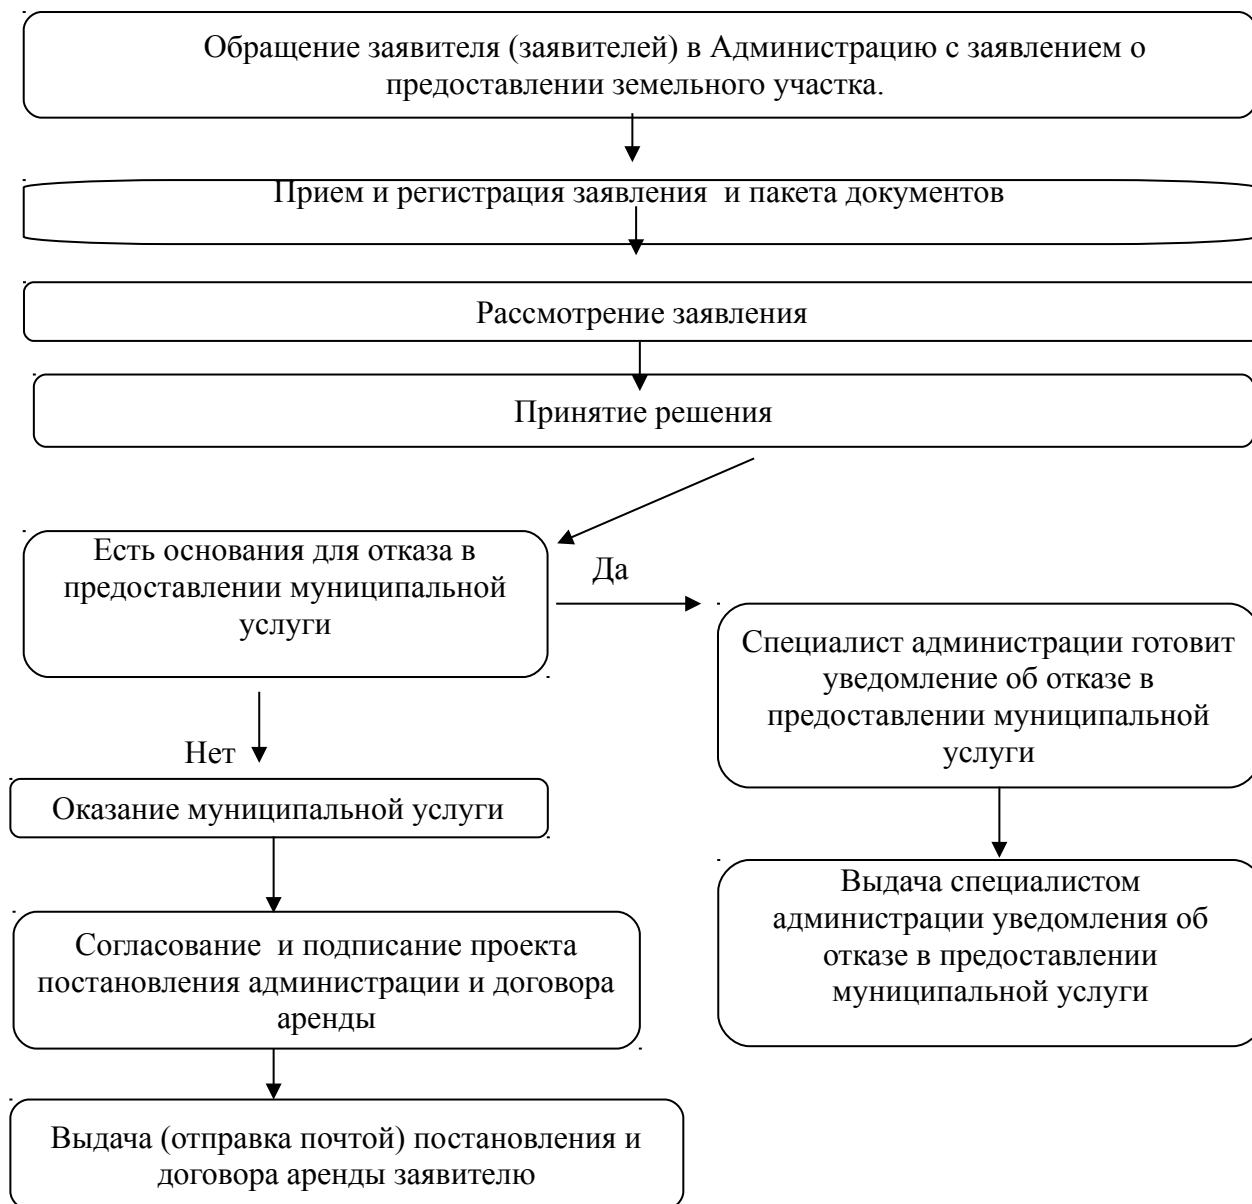 Обращение заявителя (заявителей) в Администрацию с заявлением о
предоставлении земельного участка.
Прием и регистрация заявления  и пакета документов
Рассмотрение заявления
Принятие решения
Есть основания для отказа в
предоставлении муниципальной
услуги
Да
Специалист администрации готовит
уведомление об отказе в
предоставлении муниципальной
услуги
Нет
Оказание муниципальной услуги
Выдача специалистом
администрации уведомления об
отказе в предоставлении
муниципальной услуги
Согласование  и подписание проекта
постановления администрации и договора
аренды
Выдача (отправка почтой) постановления и
договора аренды заявителю